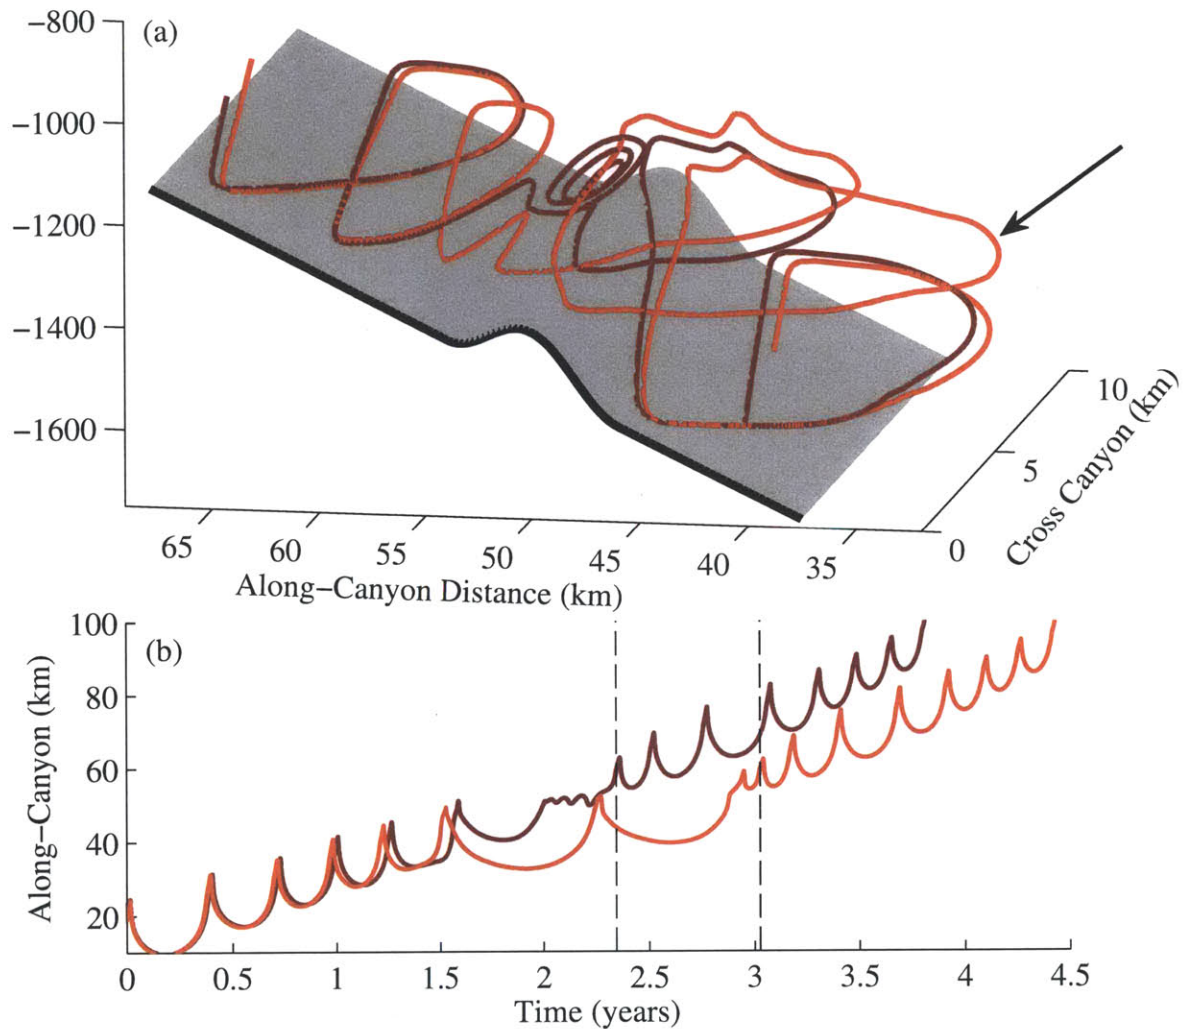 (a)
−800
−1000
−1200
−1400
−1600
10
5
0
Cross Canyon (km)
65 60 55 50 45 40 35
Along−Canyon Distance (km)
(b)
100
80
60
40
20
Along−Canyon (km)
0 0.5 1 1.5 2 2.5 3 3.5 4 4.5
Time (years)